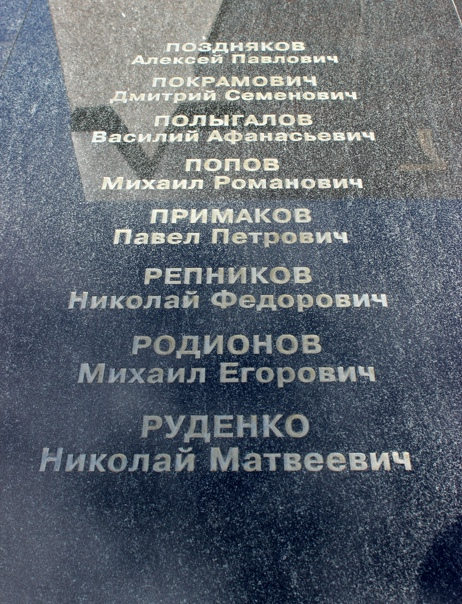 ПОЗДНЯКОВ
Алексей Павлович
ПОКРАМОВИЧ
Дмитрий Семенович
ПОЛЫГАЛОВ
Василий Афанасьевич
ПОПОВ
Михаил Романович
ПРИМАКОВ
Павел Петрович
РЕПНИКОВ
Николай Федорович
РОДИОНОВ
Михаил Егорович
РУДЕНКО
Николай Матвеевич